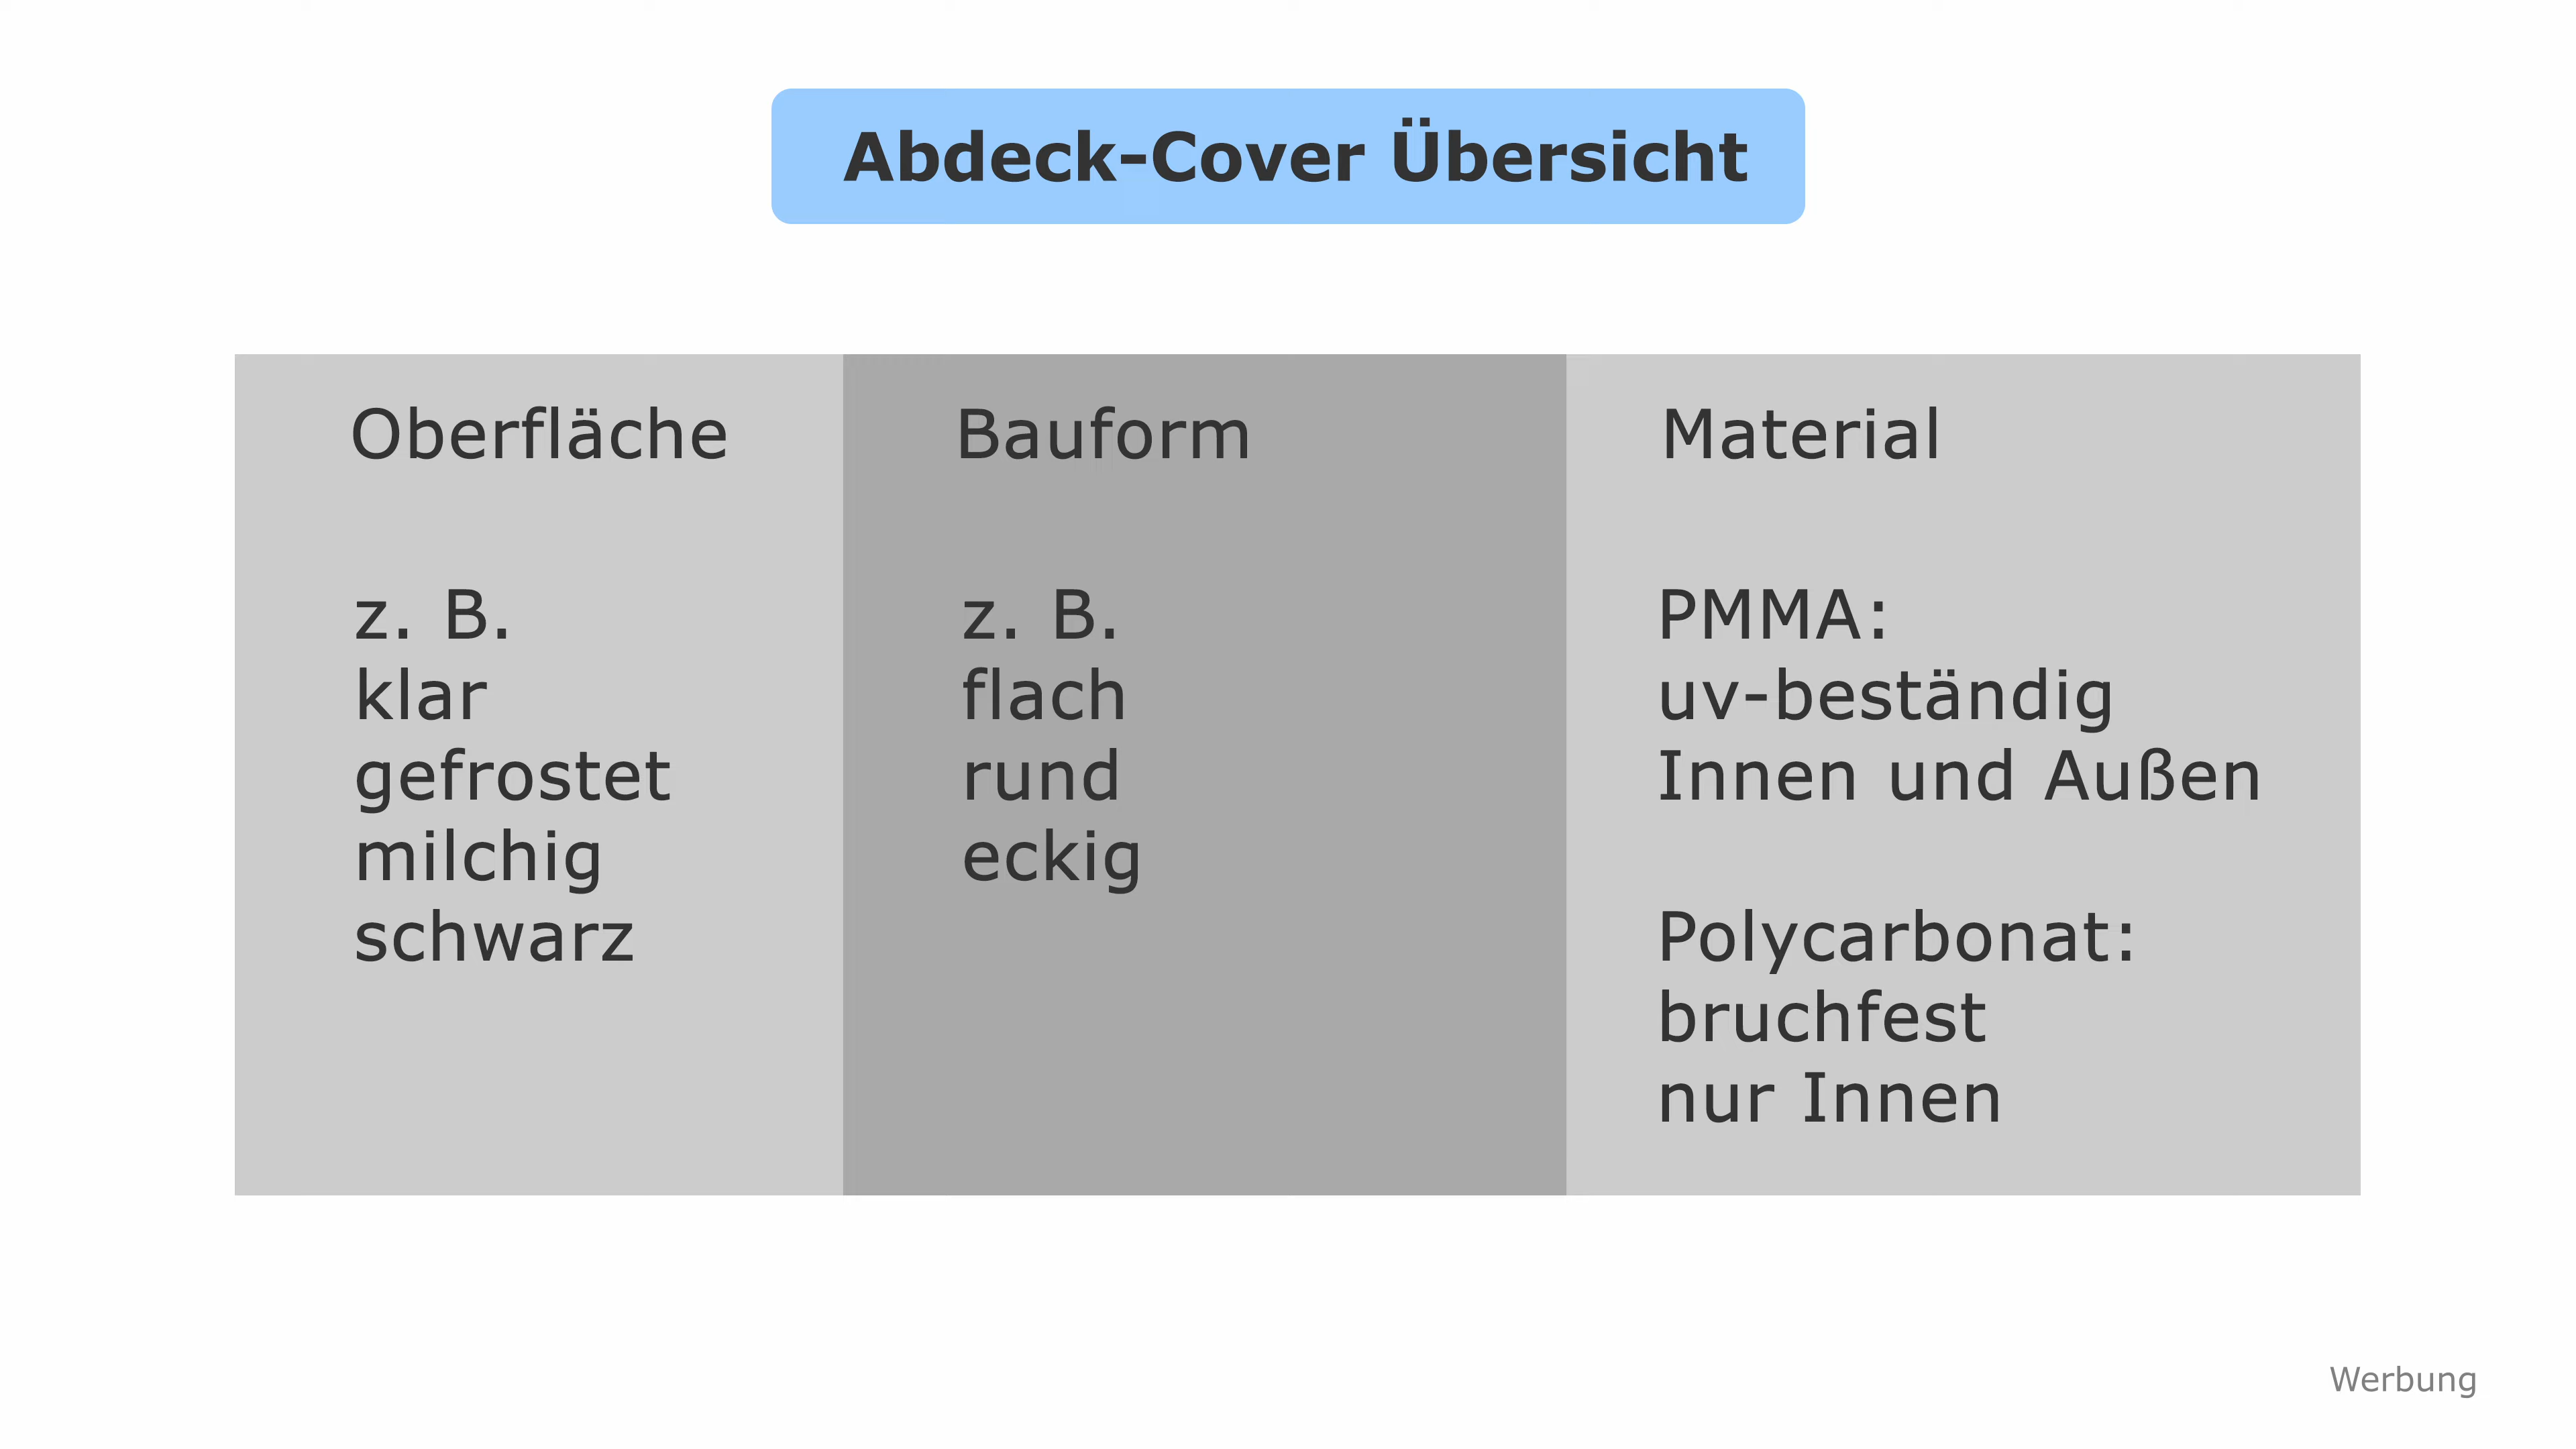 Abdeck-Cover Übersicht
Oberfläche
z. B.
klar
gefrostet
milchig
schwarz
Bauform
z. B.
flach
rund
eckig
Material
PMMA:
uv-beständig
Innen und Außen
Polycarbonat:
bruchfest
nur Innen
Werbung